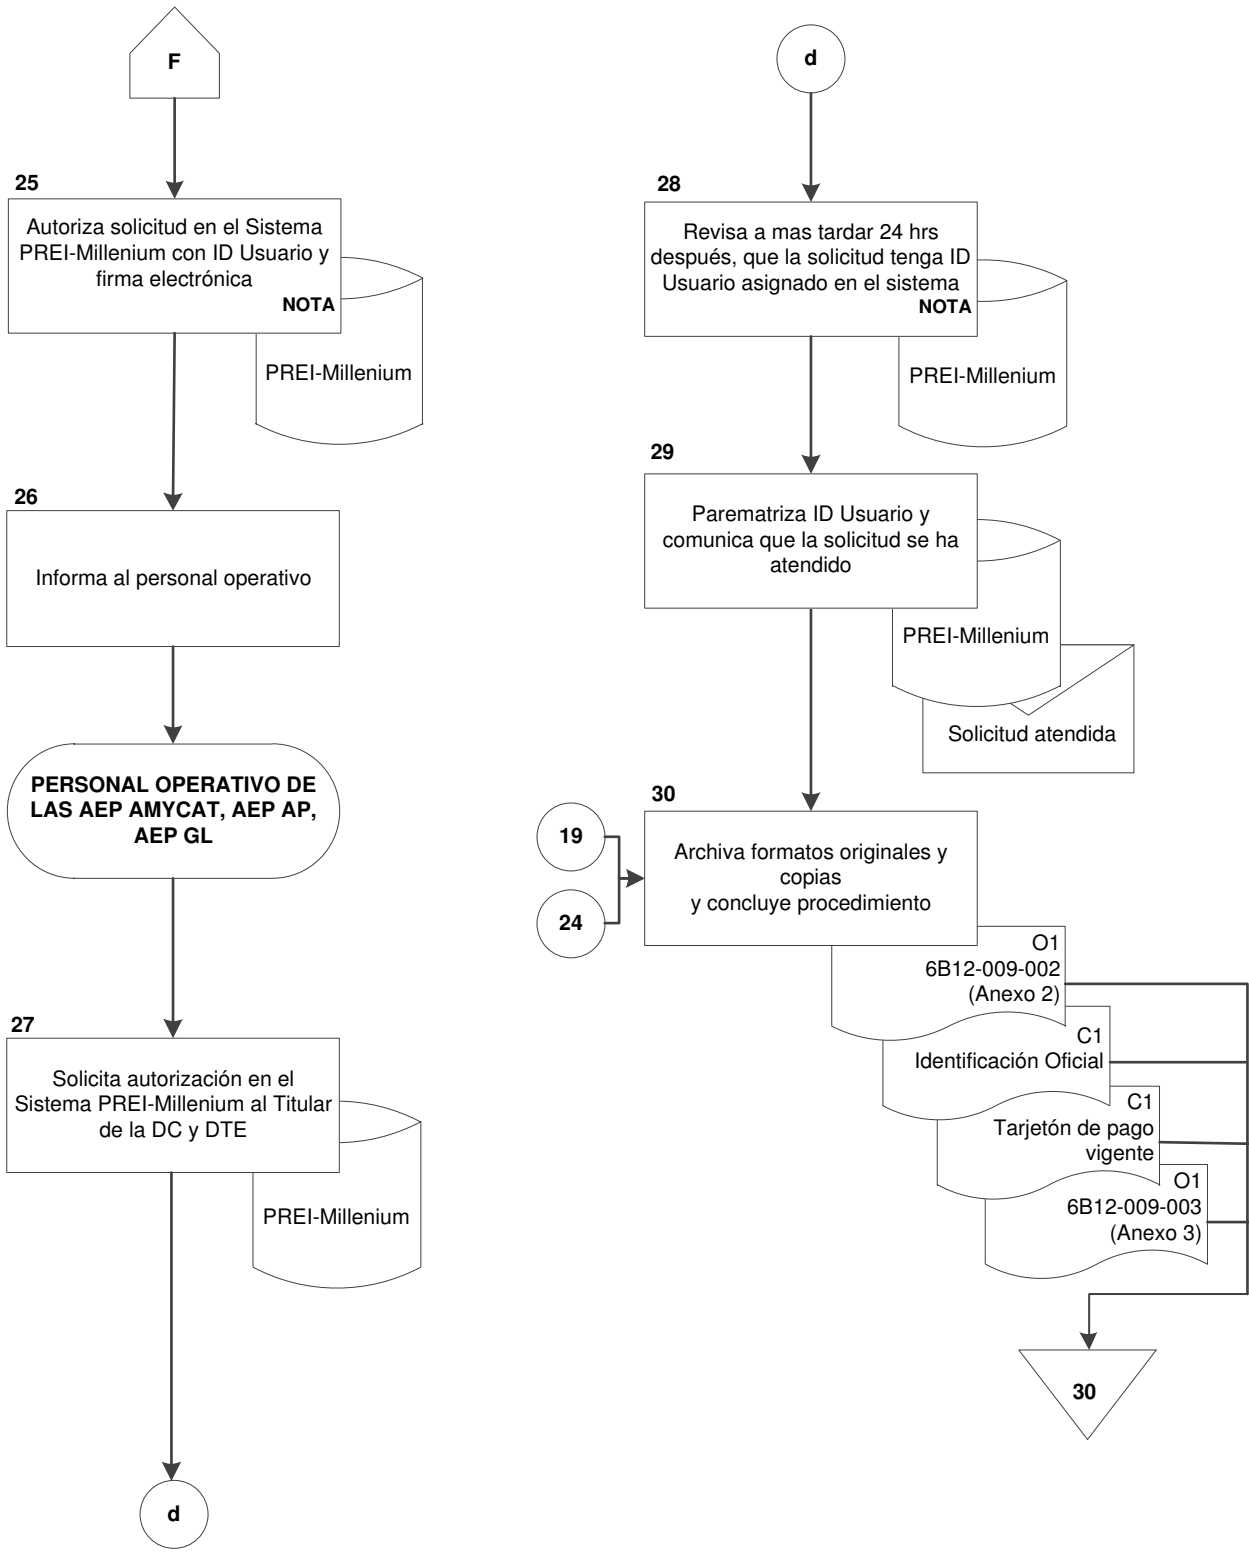 F
25
Autoriza solicitud en el Sistema
PREI-Millenium con ID Usuario y
firma electrónica
NOTA
PREI-Millenium
26
Informa al personal operativo
PERSONAL OPERATIVO DE
LAS AEP AMYCAT, AEP AP,
AEP GL
27
Solicita autorización en el
Sistema PREI-Millenium al Titular
de la DC y DTE
PREI-Millenium
d
d
28
Revisa a mas tardar 24 hrs
después, que la solicitud tenga ID
Usuario asignado en el sistema
NOTA
PREI-Millenium
29
Parematriza ID Usuario y
comunica que la solicitud se ha
atendido
PREI-Millenium
Solicitud atendida
30
19
24
Archiva formatos originales y
copias
y concluye procedimiento
O1
6B12-009-002
(Anexo 2)
C1
Identificación Oficial
C1
Tarjetón de pago
vigente
O1
6B12-009-003
(Anexo 3)
30